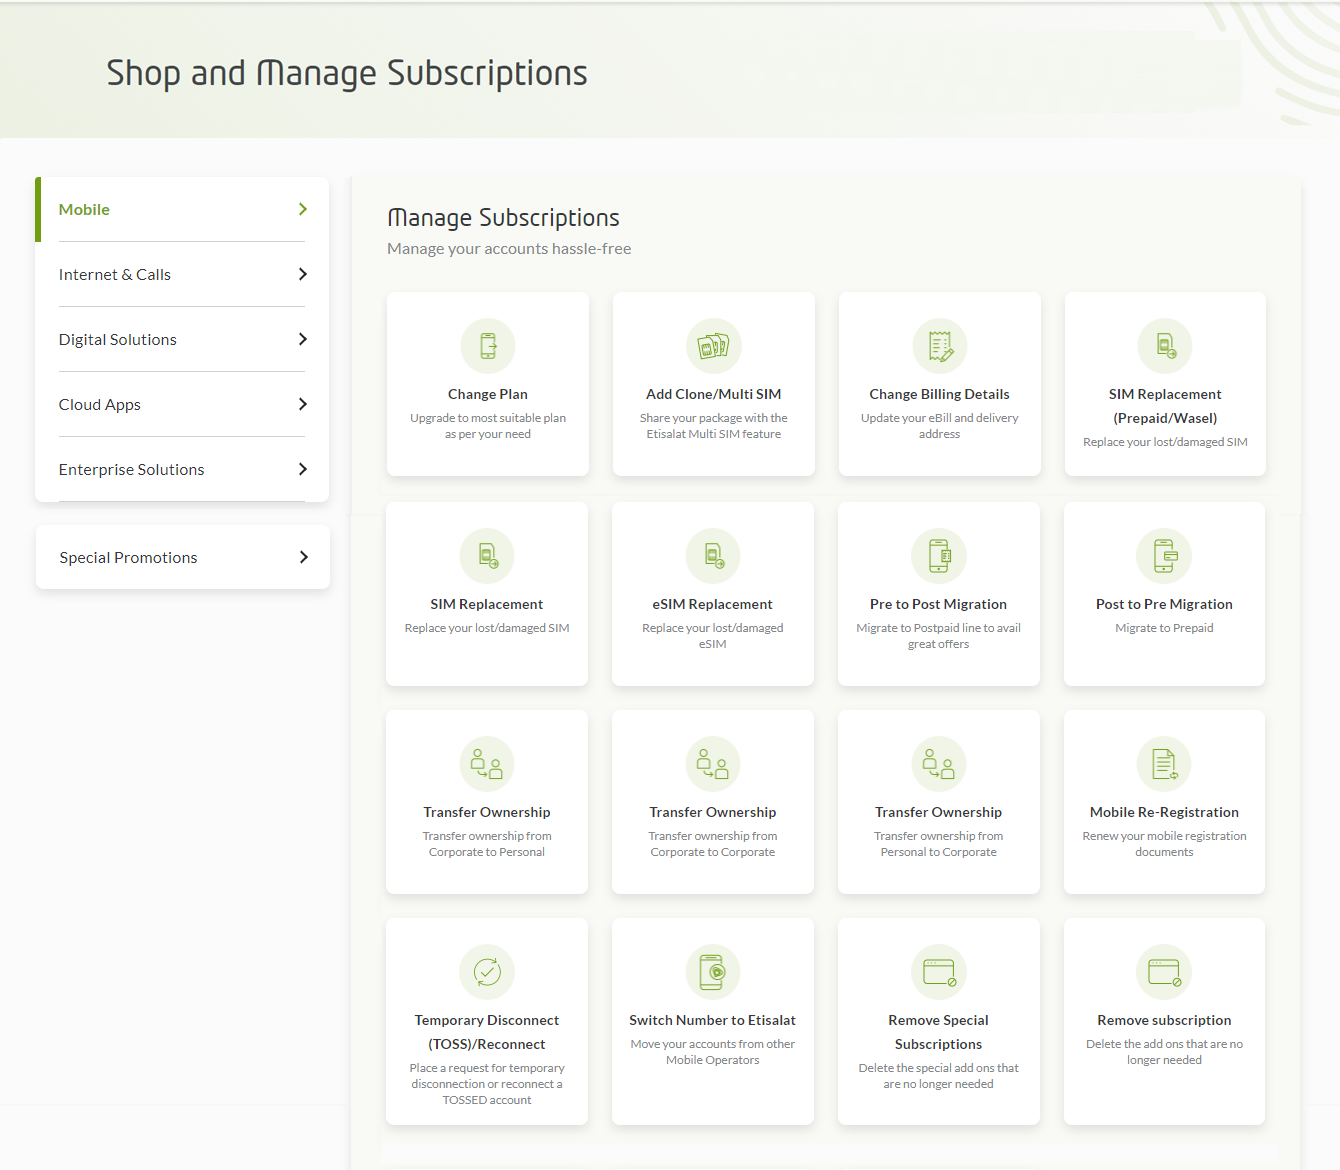 Shop and Manage Subscriptions
Mobile
Internet & Calls
Digital Solutions
Cloud Apps
Enterprise Solutions
Special Promotions
Manage Subscriptions
Manage your accounts hassle-free
Change Plan
Upgrade to most suitable plan
as per your need
Add Clone/Multi SIM
Share your package with the
Etisalat Multi SIM feature
Change Billing Details
Update your eBill and delivery
address
SIM Replacement
(Prepaid/Wasel)
Replace your lost/damaged SIM
SIM Replacement
Replace your lost/damaged SIM
eSIM Replacement
Replace your lost/damaged
eSIM
Pre to Post Migration
Migrate to Postpaid line to avail
great offers
Post to Pre Migration
Migrate to Prepaid
Transfer Ownership
Transfer ownership from
Corporate to Personal
Transfer Ownership
Transfer ownership from
Corporate to Corporate
Transfer Ownership
Transfer ownership from
Personal to Corporate
Mobile Re-Registration
Renew your mobile registration
documents
Temporary Disconnect
(TOSS)/Reconnect
Place a request for temporary
disconnection or reconnect a
TOSSED account
Switch Number to Etisalat
Move your accounts from other
Mobile Operators
Remove Special
Subscriptions
Delete the special add ons that
are no longer needed
Remove subscription
Delete the add ons that are no
longer needed